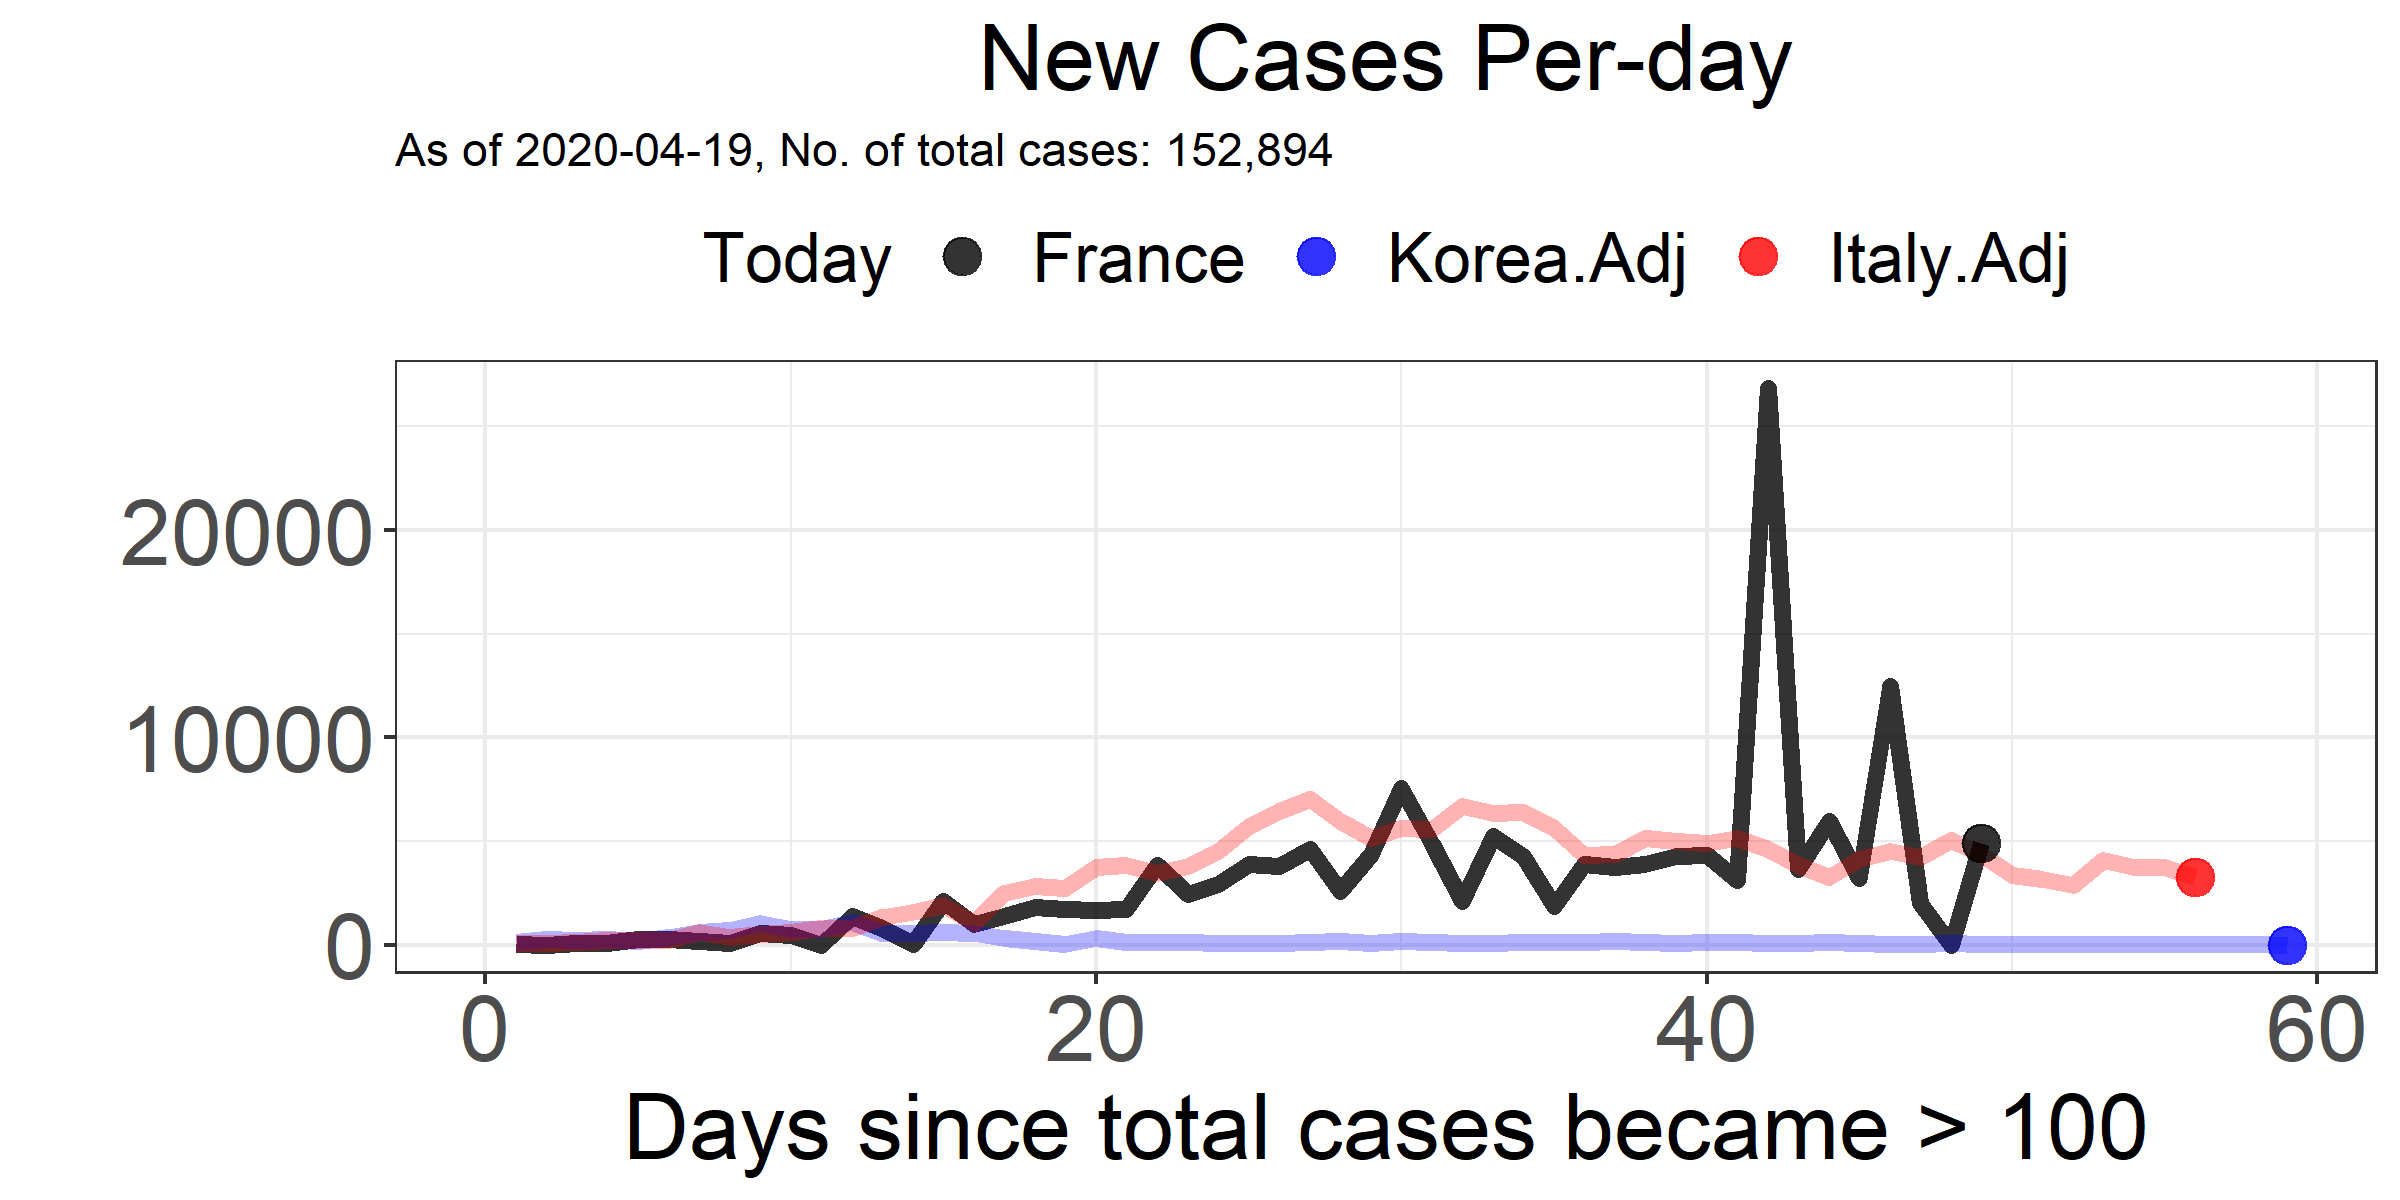 New Cases Per-day
As of 2020-04-19, No. of total cases: 152,894
Today France Korea.Adj Italy.Adj
20000
10000
0
0 20 40 60
Days since total cases became > 100